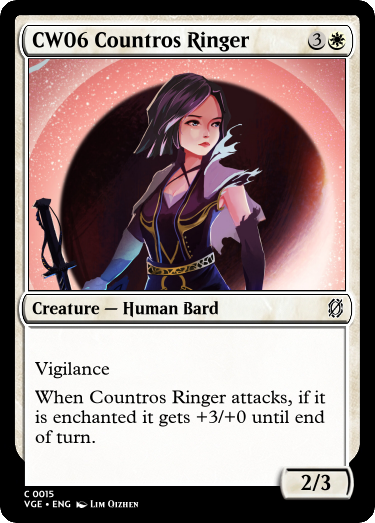 CW06 Countros Ringer 3
Creature — Human Bard
Vigilance
When Countros Ringer attacks, if it
is enchanted it gets +3/+0 until end
of turn.
2/3
C 0015
VGE • ENG Lim Oizhen